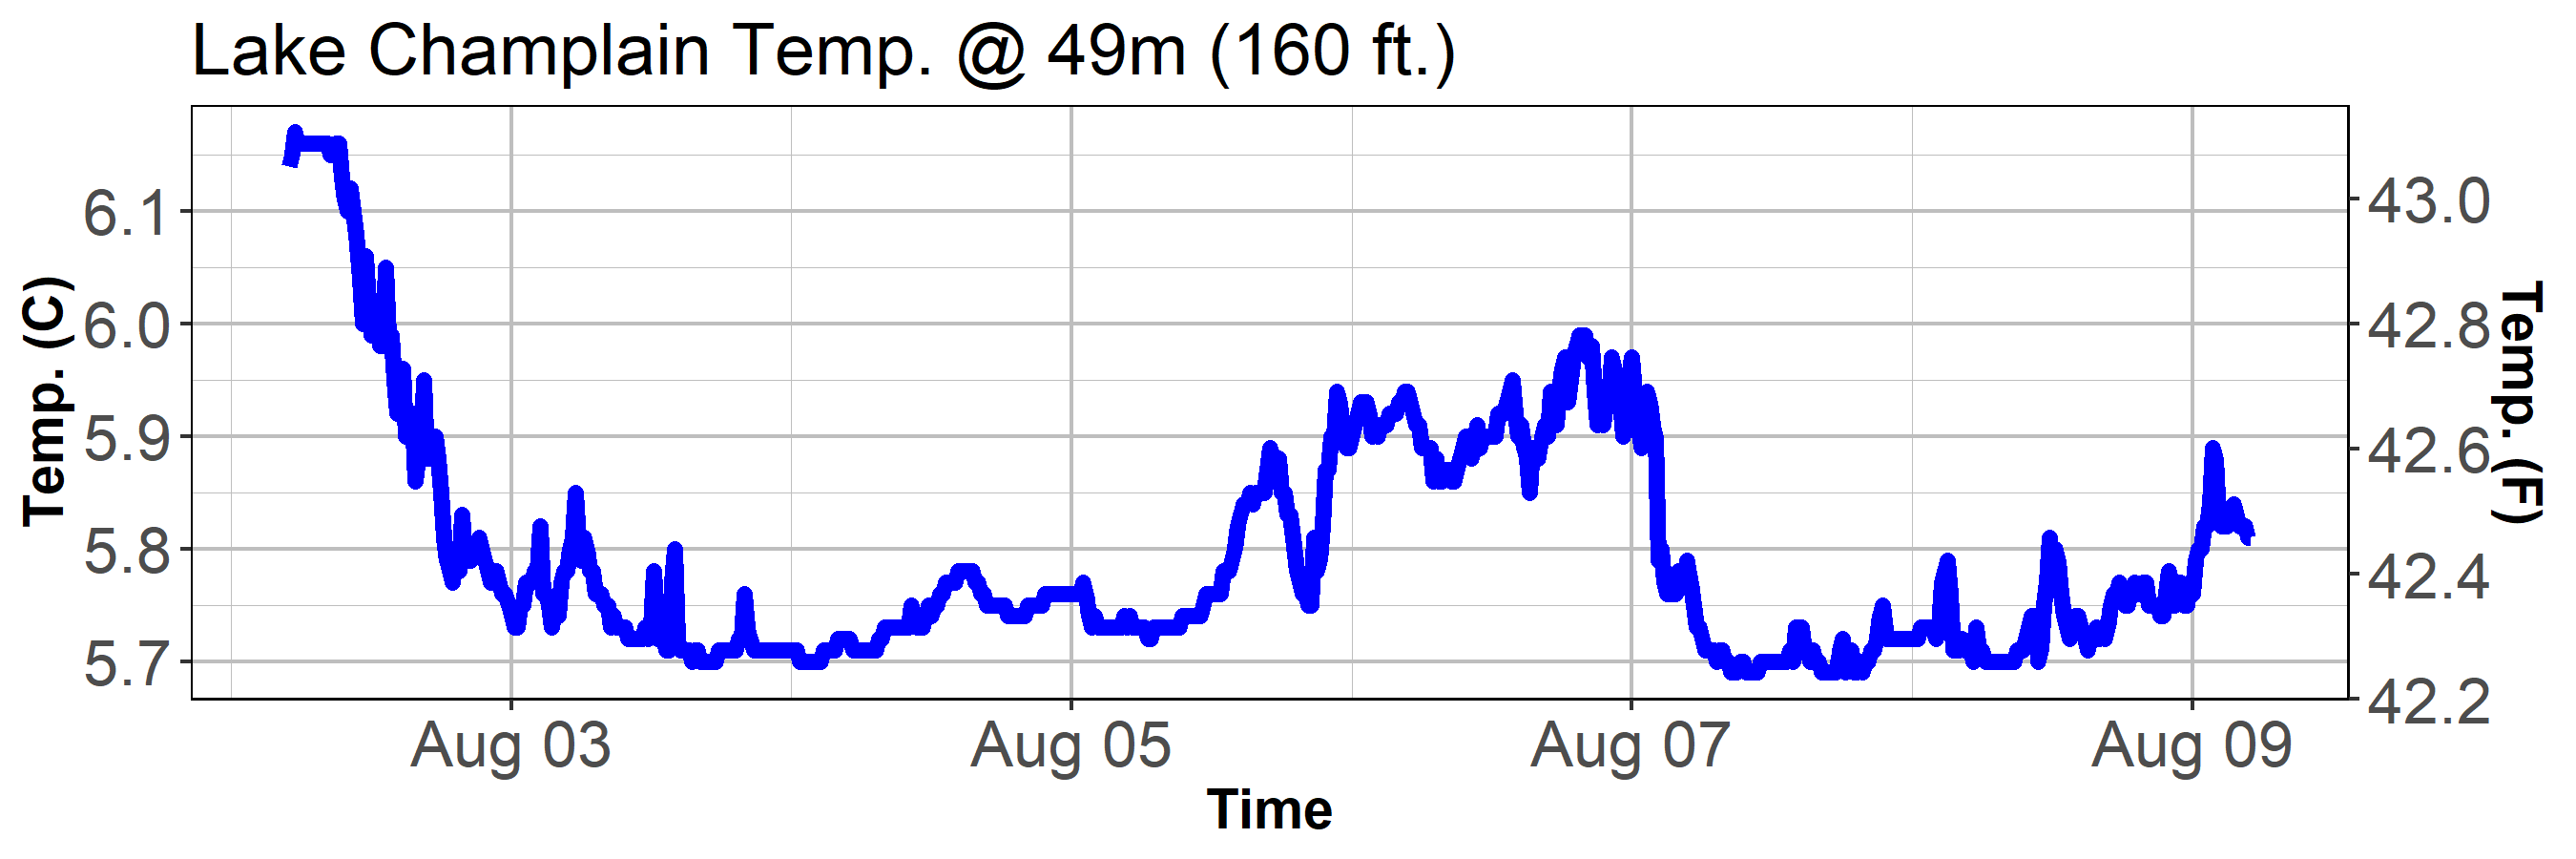 Lake Champlain Temp. @ 49m (160 ft.)
Temp. (C)
6.1
6.0
5.9
5.8
5.7
43.0
42.8
42.6
42.4
42.2
Temp. (F)
Aug 03 Aug 05 Aug 07 Aug 09
Time